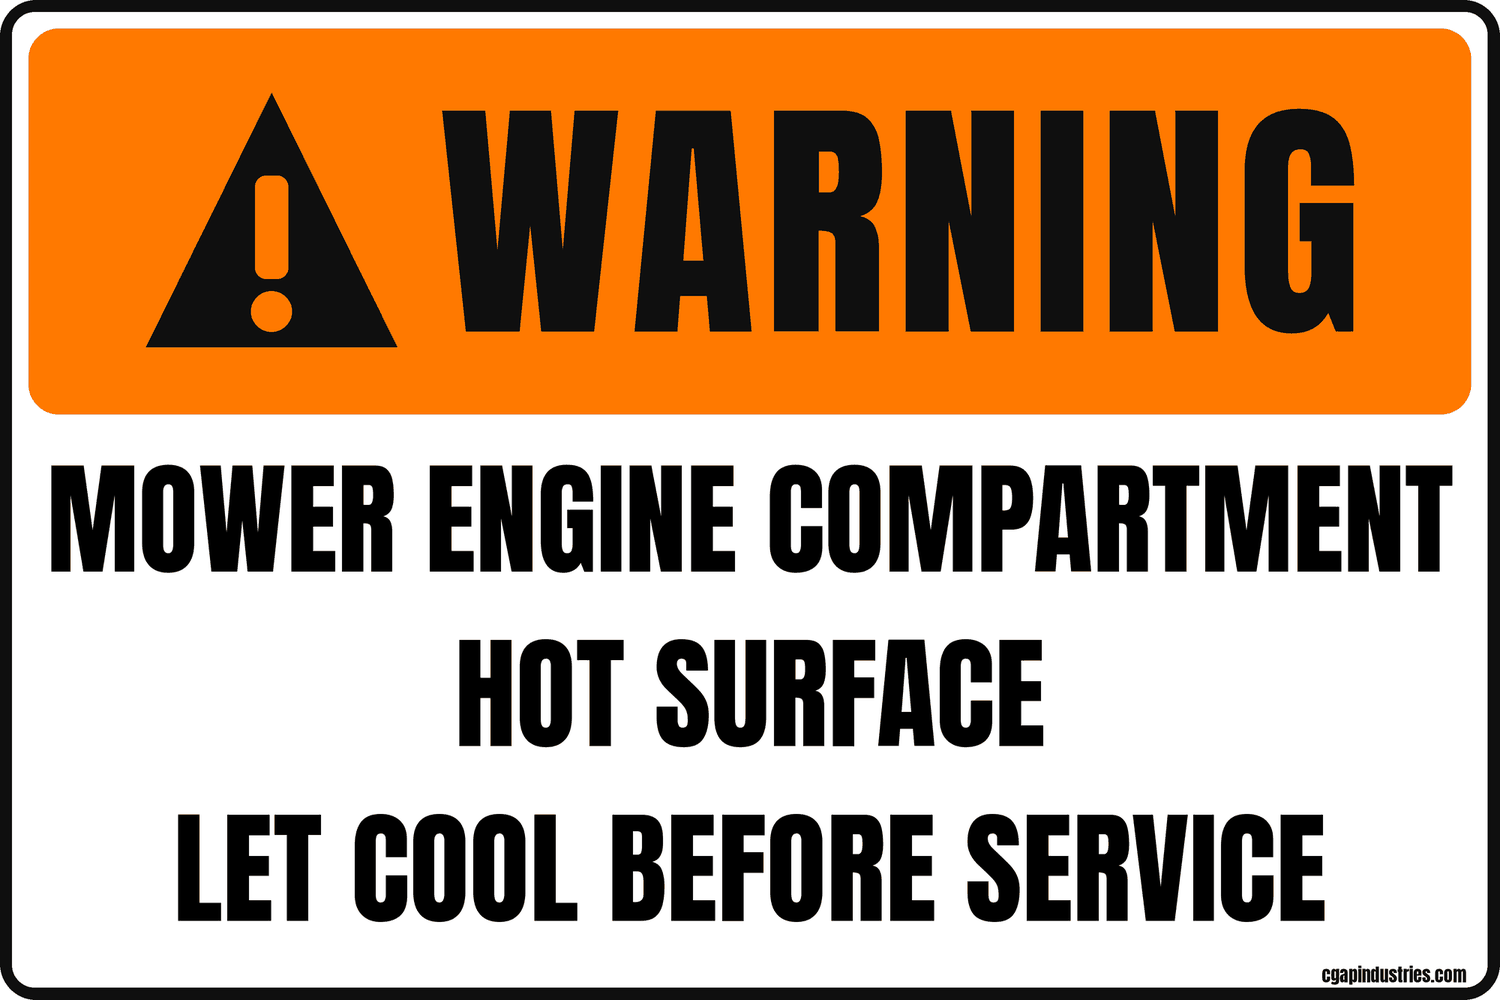 WARNING
MOWER ENGINE COMPARTMENT
HOT SURFACE
LET COOL BEFORE SERVICE
cgapindustries.com